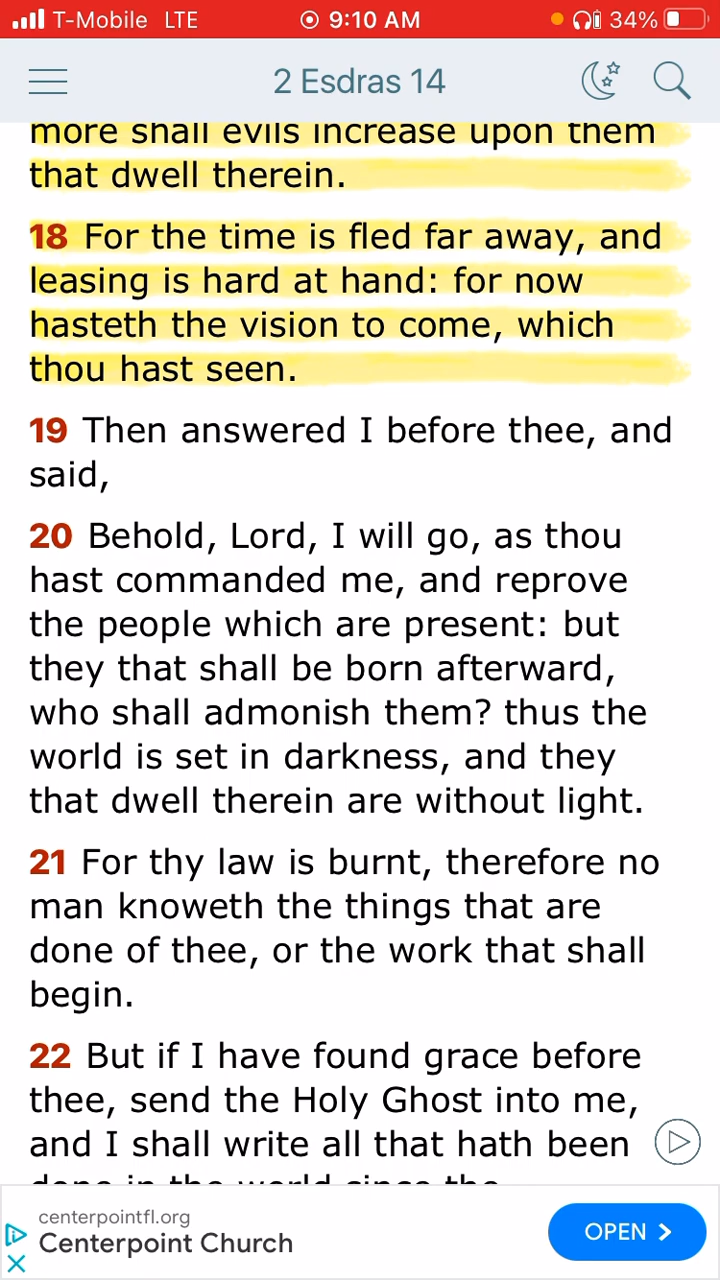 T-Mobile LTE 9:10 AM 34%
2 Esdras 14
more shall evils increase upon them
that dwell therein.
18 For the time is fled far away, and
leasing is hard at hand: for now
hasteth the vision to come, which
thou hast seen.
19 Then answered I before thee, and
said,
20 Behold, Lord, I will go, as thou
hast commanded me, and reprove
the people which are present: but
they that shall be born afterward,
who shall admonish them? thus the
world is set in darkness, and they
that dwell therein are without light.
21 For thy law is burnt, therefore no
man knoweth the things that are
done of thee, or the work that shall
begin.
22 But if I have found grace before
thee, send the Holy Ghost into me,
and I shall write all that hath been
done in the world since the
centerpointfl.org
Centerpoint Church
OPEN